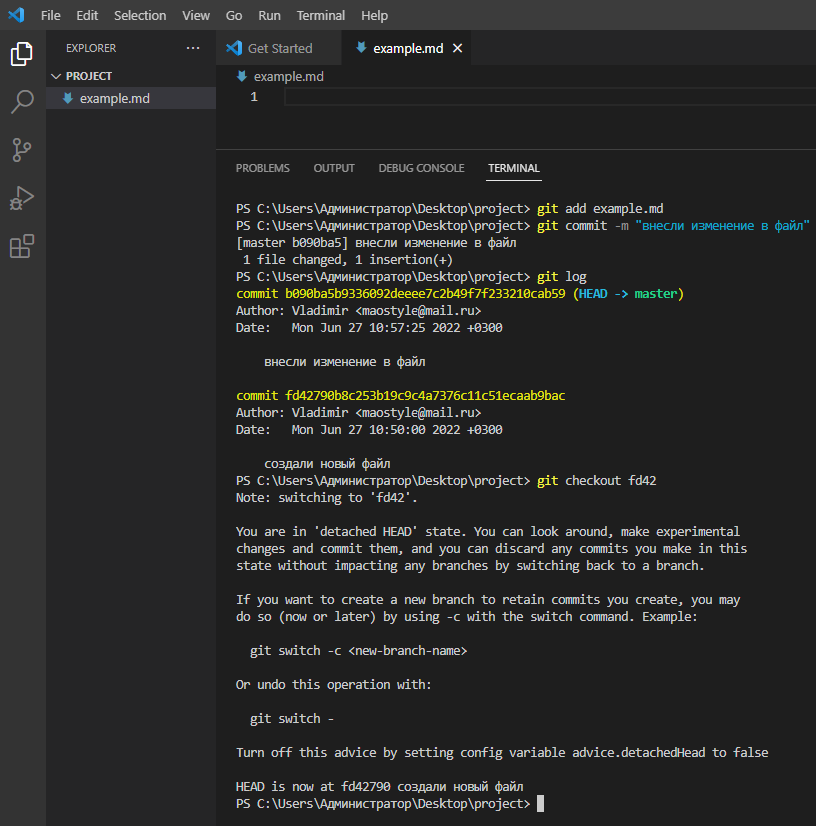 File Edit Selection View Go Run Terminal Help
EXPLORER ···
PROJECT
example.md
Get Started
example.md
example.md
1
PROBLEMS OUTPUT DEBUG CONSOLE TERMINAL
PS C:\Users\Администратор\Desktop\project> git add example.md
PS C:\Users\Администратор\Desktop\project> git commit -m "внесли изменение в файл"
[master b090ba5] внесли изменение в файл
 1 file changed, 1 insertion(+)
PS C:\Users\Администратор\Desktop\project> git log
commit b090ba5b9336092deeee7c2b49f7f233210cab59 (HEAD -> master)
Author: Vladimir <maostyle@mail.ru>
Date:   Mon Jun 27 10:57:25 2022 +0300
    внесли изменение в файл
commit fd42790b8c253b19c9c4a7376c11c51ecaab9bac
Author: Vladimir <maostyle@mail.ru>
Date:   Mon Jun 27 10:50:00 2022 +0300
    создали новый файл
PS C:\Users\Администратор\Desktop\project> git checkout fd42
Note: switching to 'fd42'.
You are in 'detached HEAD' state. You can look around, make experimental
changes and commit them, and you can discard any commits you make in this
state without impacting any branches by switching back to a branch.
If you want to create a new branch to retain commits you create, you may
do so (now or later) by using -c with the switch command. Example:
  git switch -c <new-branch-name>
Or undo this operation with:
  git switch -
Turn off this advice by setting config variable advice.detachedHead to false
HEAD is now at fd42790 создали новый файл
PS C:\Users\Администратор\Desktop\project>